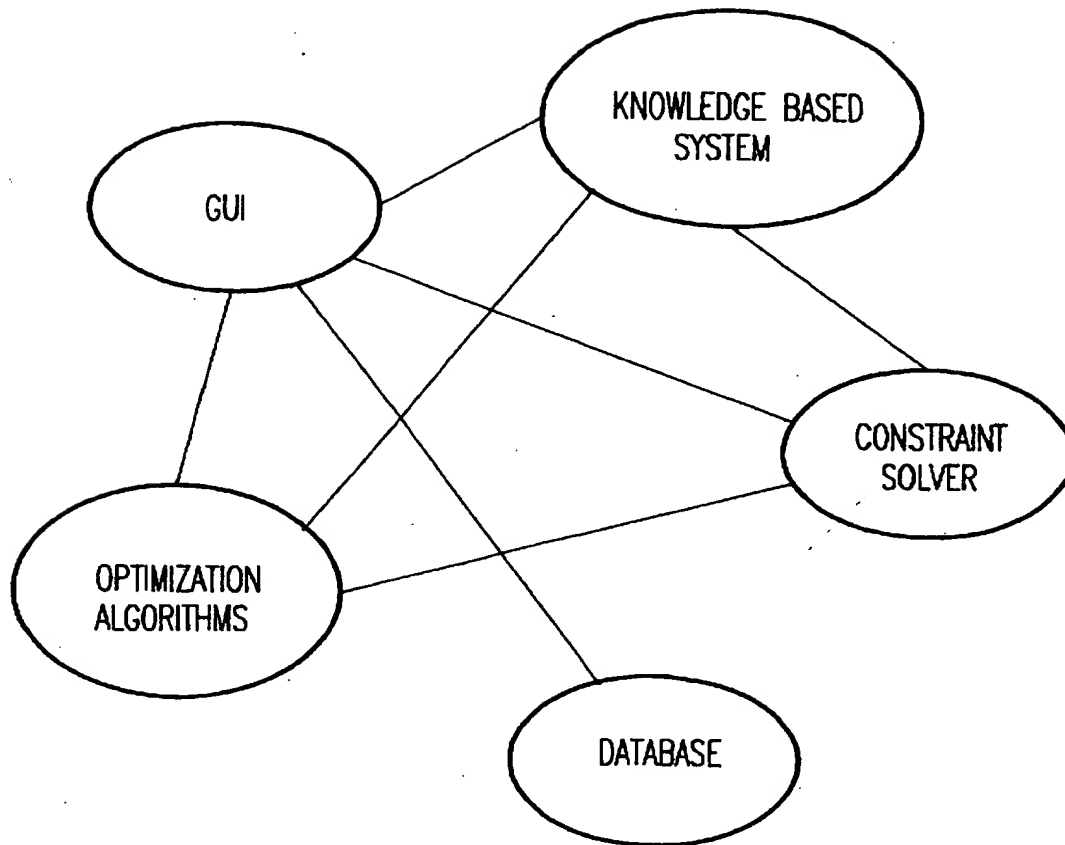 KNOWLEDGE BASED
SYSTEM
GUI
CONSTRAINT
SOLVER
OPTIMIZATION
ALGORITHMS
DATABASE